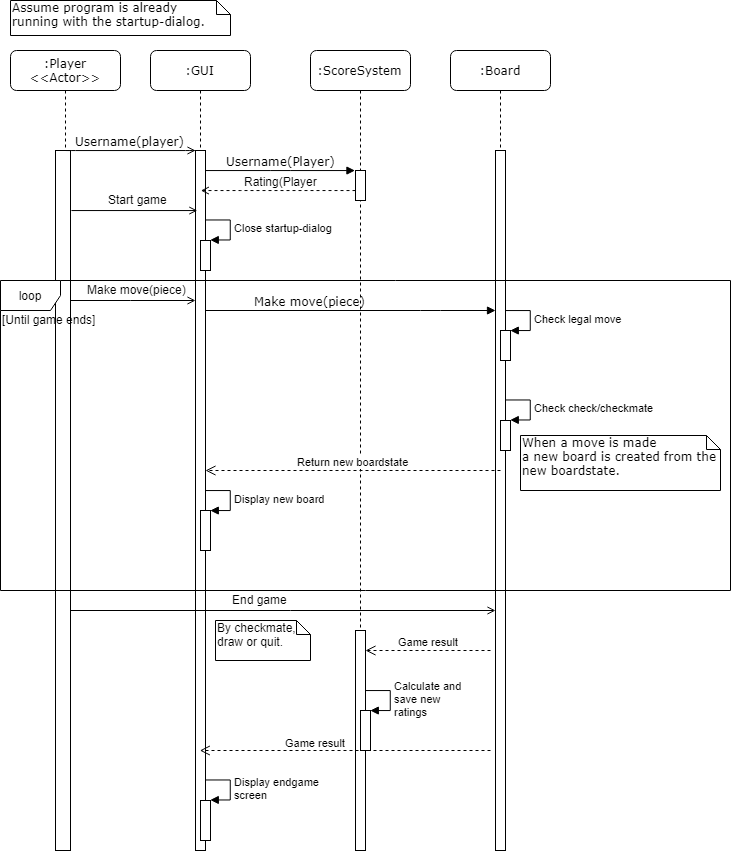 Assume program is already
running with the startup-dialog.
:Player
<<Actor>>
:GUI
:ScoreSystem
:Board
Username(player)
Username(Player)
Rating(Player
Start game
Close startup-dialog
loop
Make move(piece)
[Until game ends]
Make move(piece)
Check legal move
Check check/checkmate
When a move is made
a new board is created from the
new boardstate.
Return new boardstate
Display new board
End game
By checkmate,
draw or quit.
Game result
Calculate and
save new
ratings
Game result
Display endgame
screen